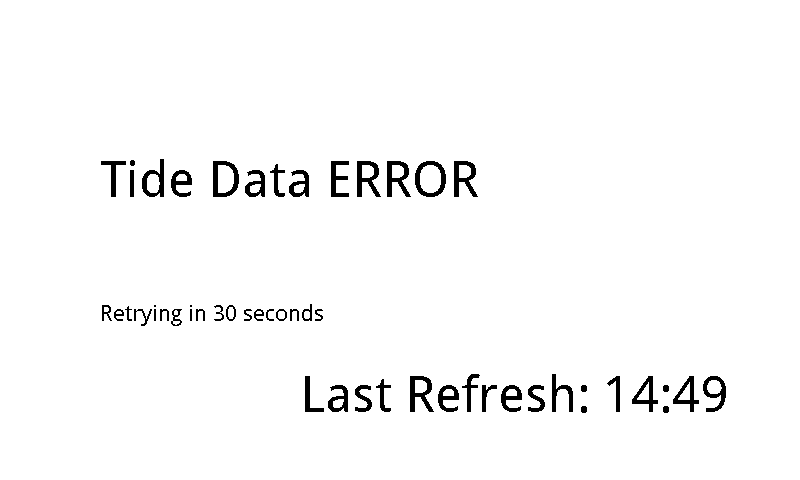 Tide Data ERROR
Retrying in 30 seconds
Last Refresh: 14:49